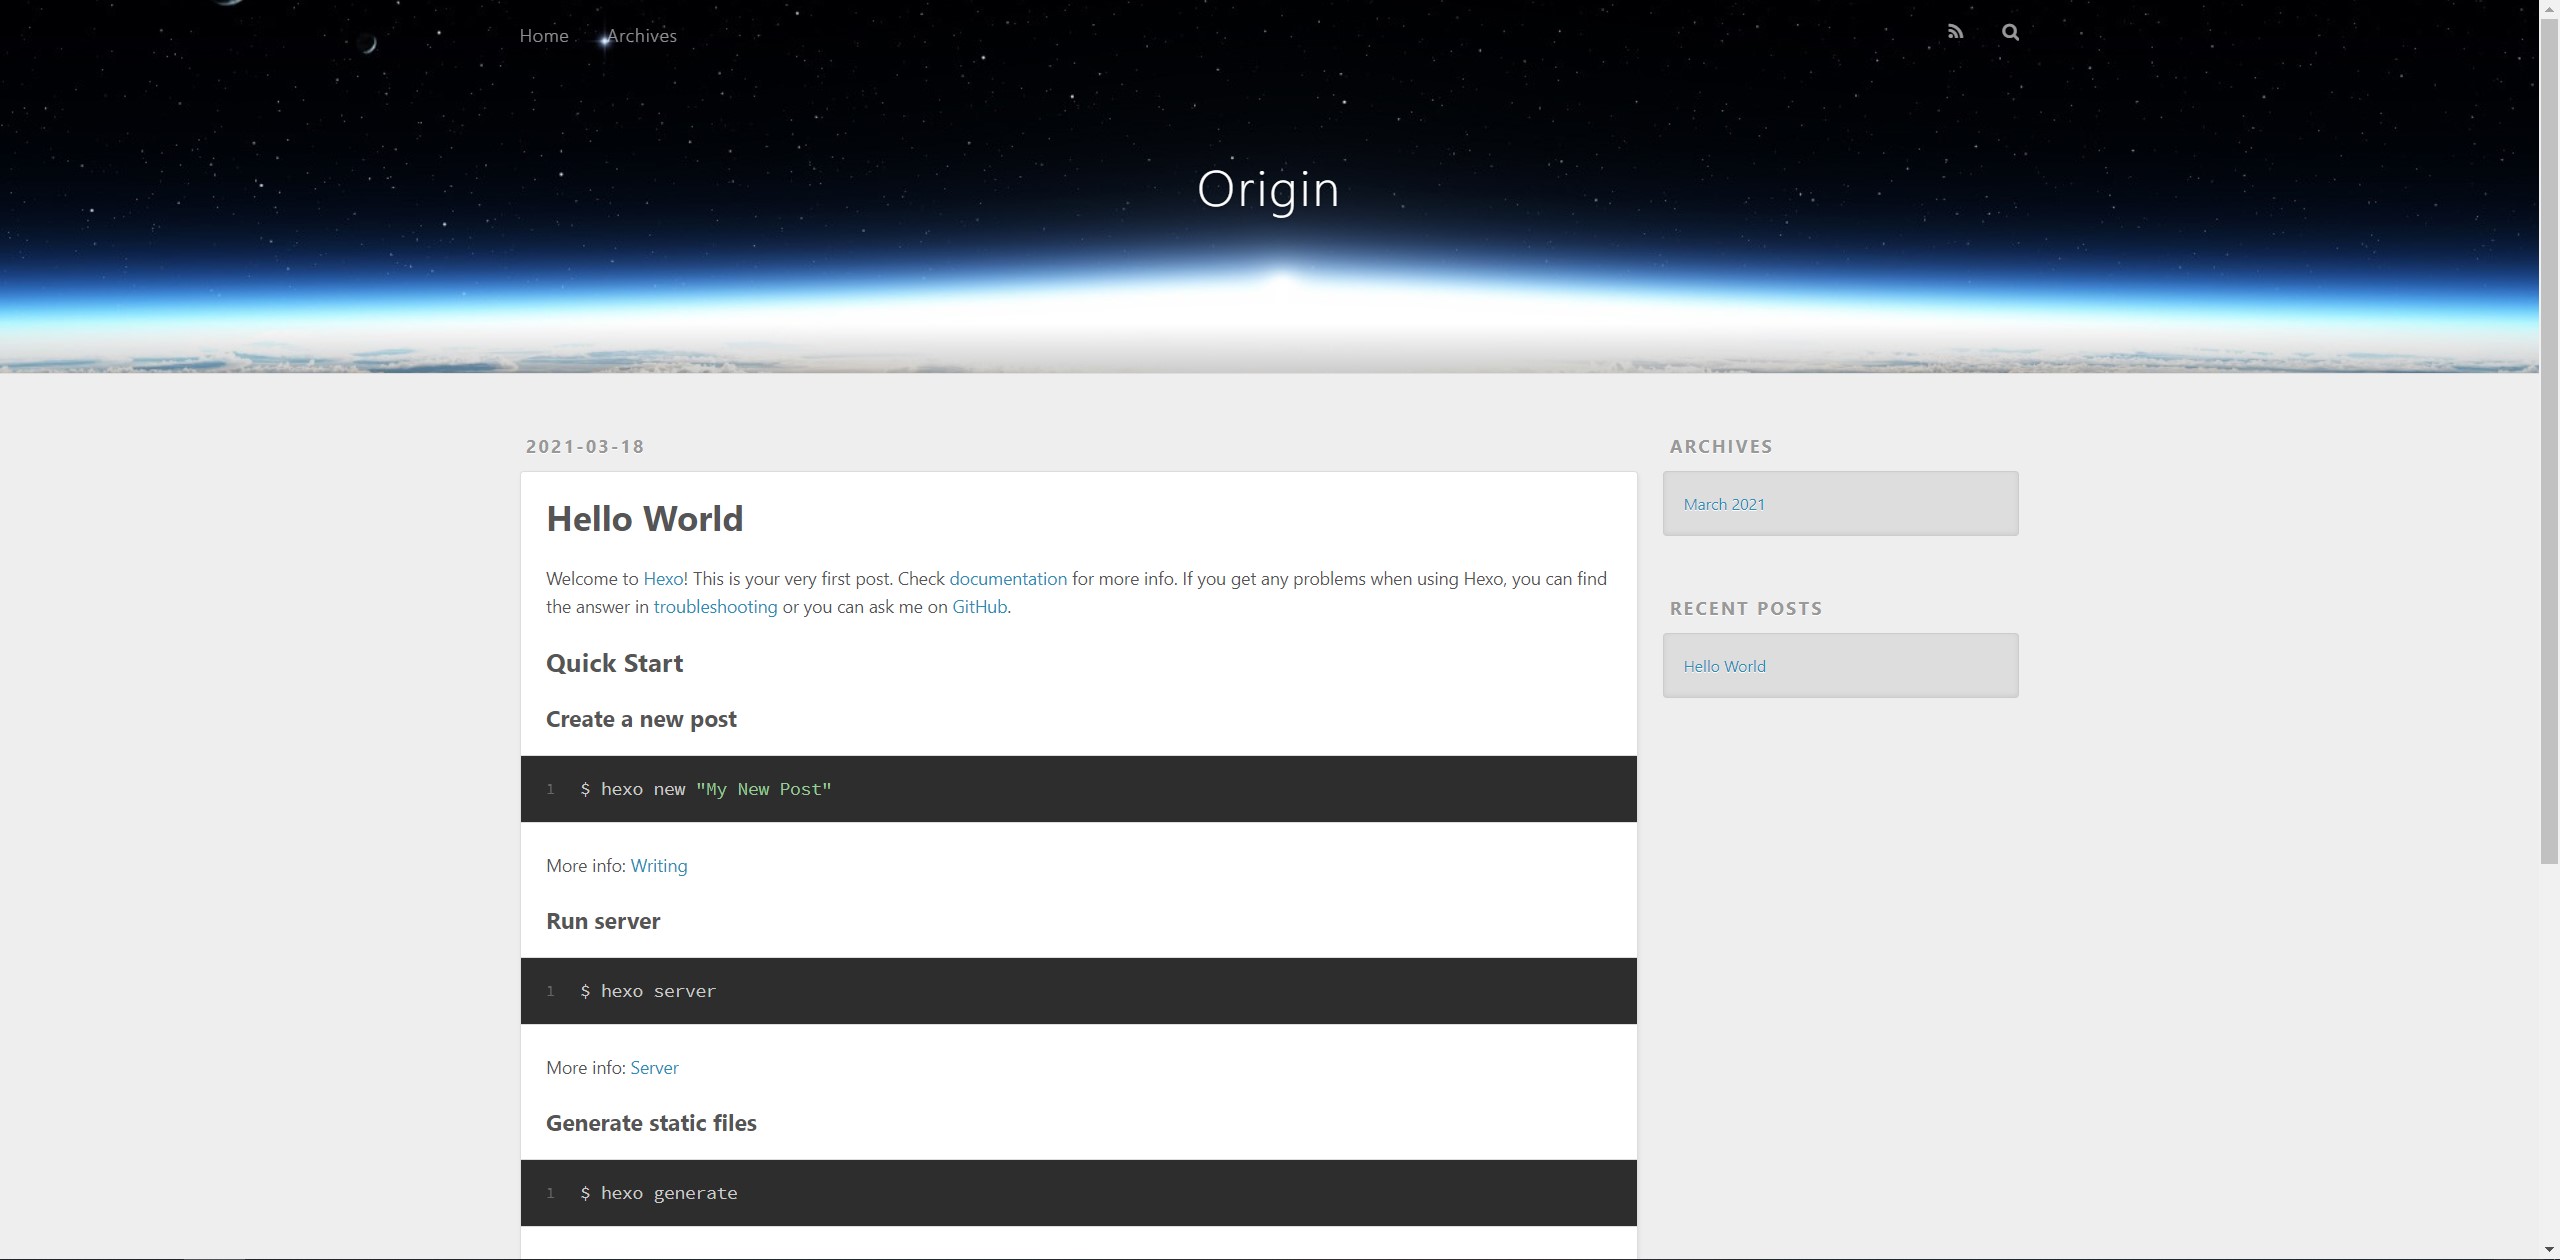 Home Archives
Origin
2021-03-18
Hello World
Welcome to Hexo! This is your very first post. Check documentation for more info. If you get any problems when using Hexo, you can find
the answer in troubleshooting or you can ask me on GitHub.
Quick Start
Create a new post
1 $ hexo new "My New Post"
More info: Writing
Run server
1 $ hexo server
More info: Server
Generate static files
1 $ hexo generate
ARCHIVES
March 2021
RECENT POSTS
Hello World